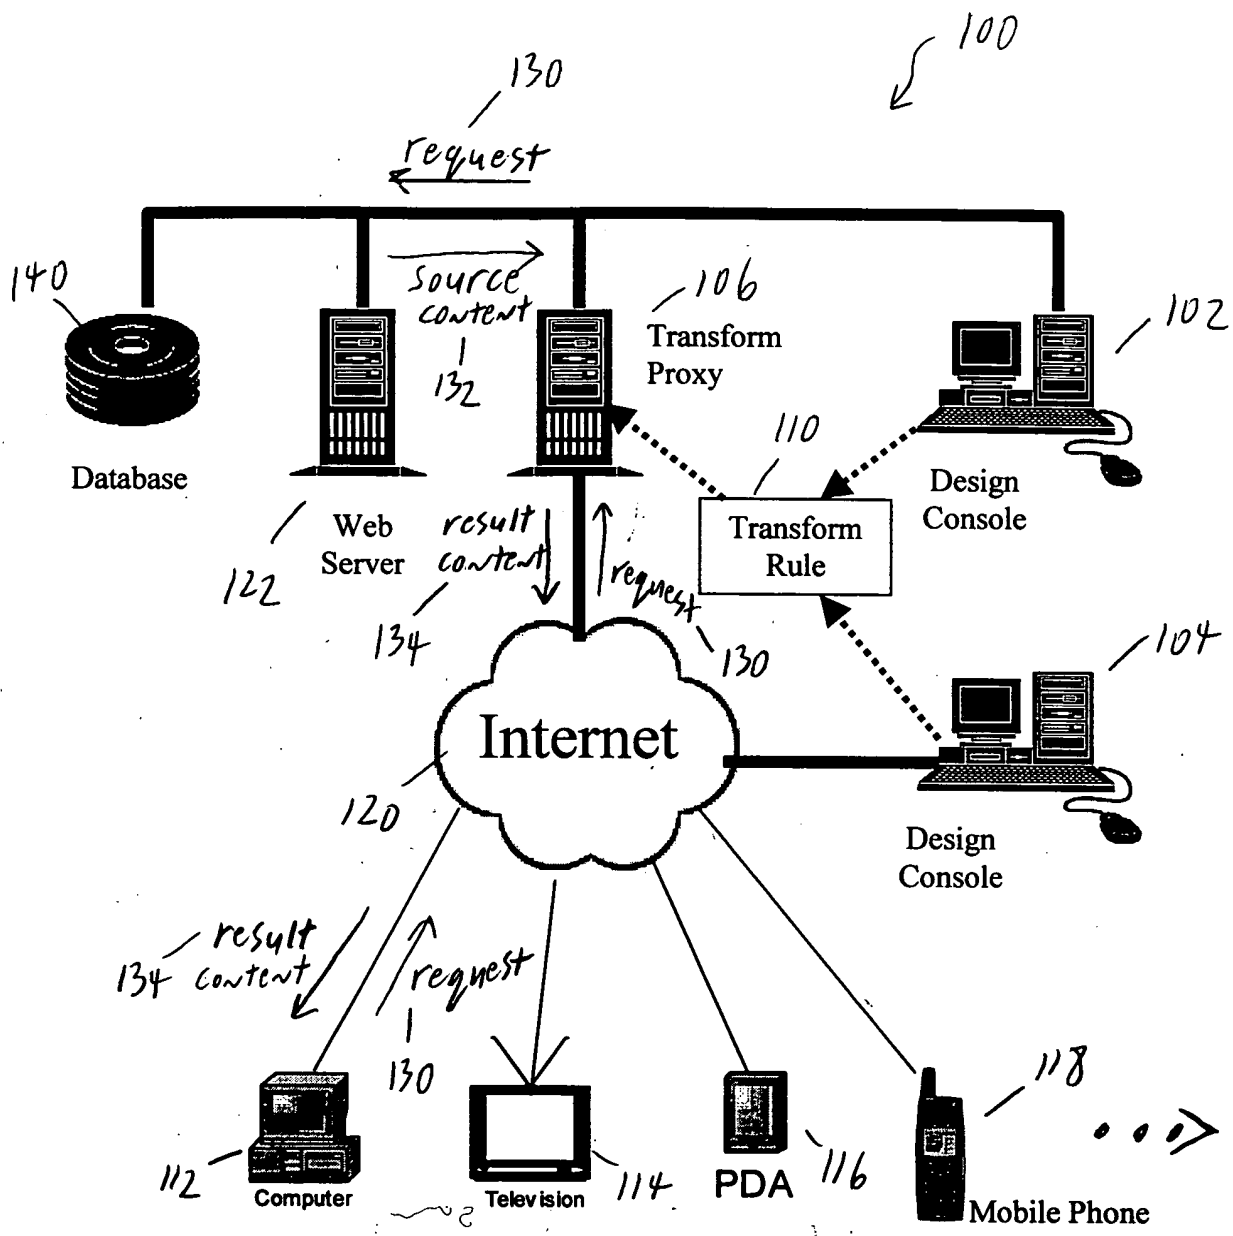 100
130
request
140
source
content
132
106
Transform
Proxy
102
110
Database
122
Web
Server
result
content
134
request
130
Transform
Rule
Design
Console
104
Internet
120
Design
Console
134
result
content
request
130
118
112
Computer
Television
114
PDA
116
Mobile Phone